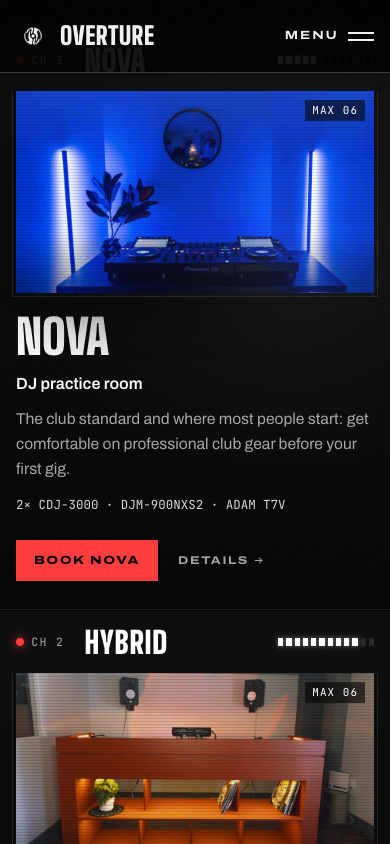 OVERTURE
MENU
CH 1
NOVA
MAX 06
Pioneer DJ
NOVA
DJ practice room
The club standard and where most people start: get
comfortable on professional club gear before your
first gig.
2× CDJ-3000 · DJM-900NXS2 · ADAM T7V
BOOK NOVA
DETAILS →
CH 2
HYBRID
MAX 06